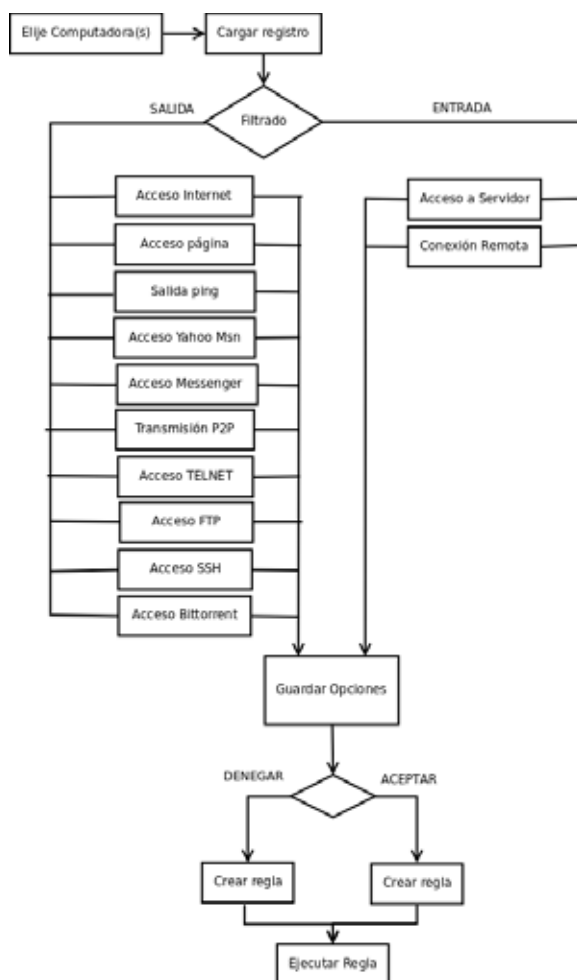 Elije Computadora(s)
Cargar registro
SALIDA
Filtrado
ENTRADA
Acceso Internet
Acceso página
Salida ping
Acceso Yahoo Msn
Acceso Messenger
Transmisión P2P
Acceso TELNET
Acceso FTP
Acceso SSH
Acceso Bittorrent
Acceso a Servidor
Conexión Remota
Guardar Opciones
DENEGAR
ACEPTAR
Crear regla
Crear regla
Ejecutar Regla